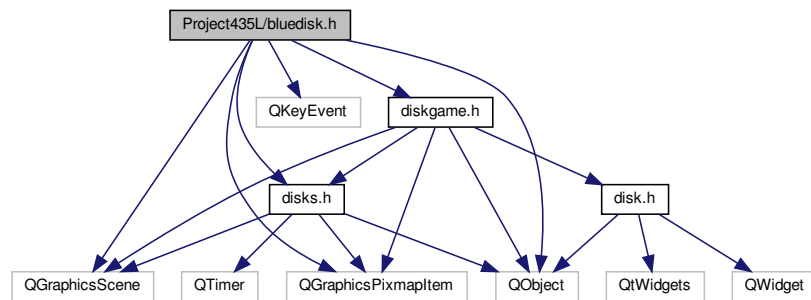 Project435L/bluedisk.h
QKeyEvent
diskgame.h
disks.h
disk.h
QGraphicsScene
QTimer
QGraphicsPixmapItem
QObject
QtWidgets
QWidget